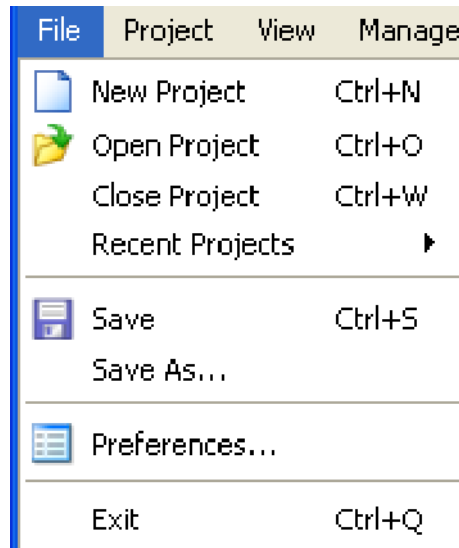 File Project View Manage
New Project Ctrl+N
Open Project Ctrl+O
Close Project Ctrl+W
Recent Projects
Save Ctrl+S
Save As...
Preferences...
Exit Ctrl+Q